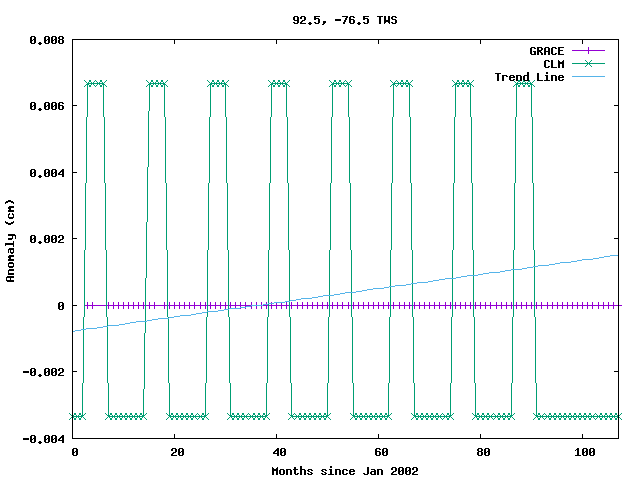 92.5, -76.5 TWS
GRACE
CLM
Trend Line
0.008
0.006
0.004
0.002
0
-0.002
-0.004
Anomaly (cm)
0 20 40 60 80 100
Months since Jan 2002